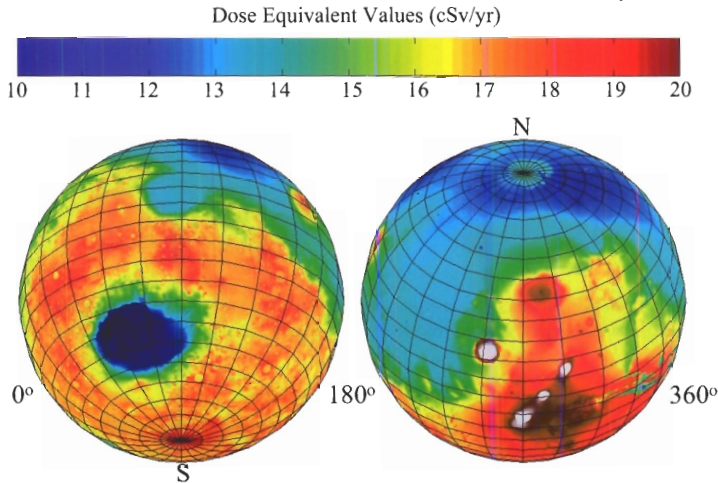 Dose Equivalent Values (cSv/yr)
10 11 12 13 14 15 16 17 18 19 20
N
0º 180º 360º
S